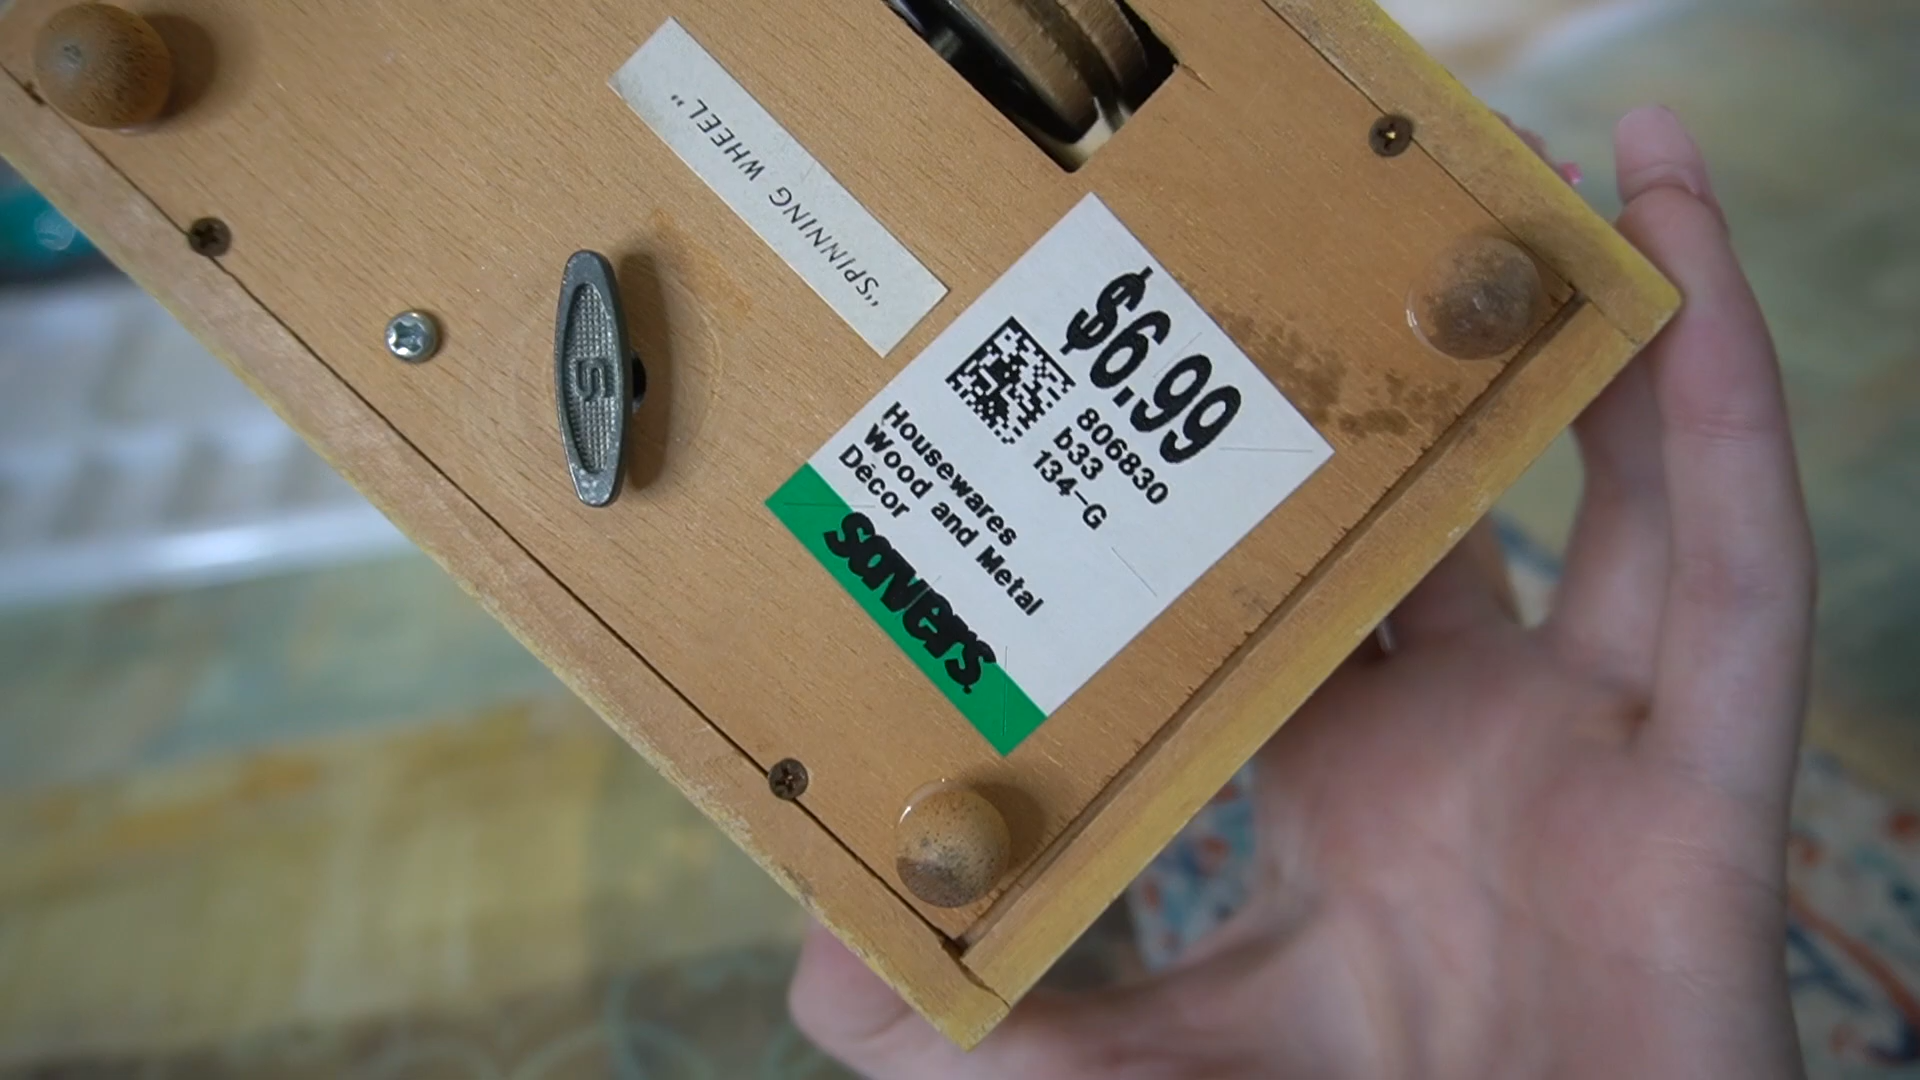 "SPINNING WHEEL"
S
$6.99
806830
b33
134-G
Housewares
Wood and Metal
Décor
savers.